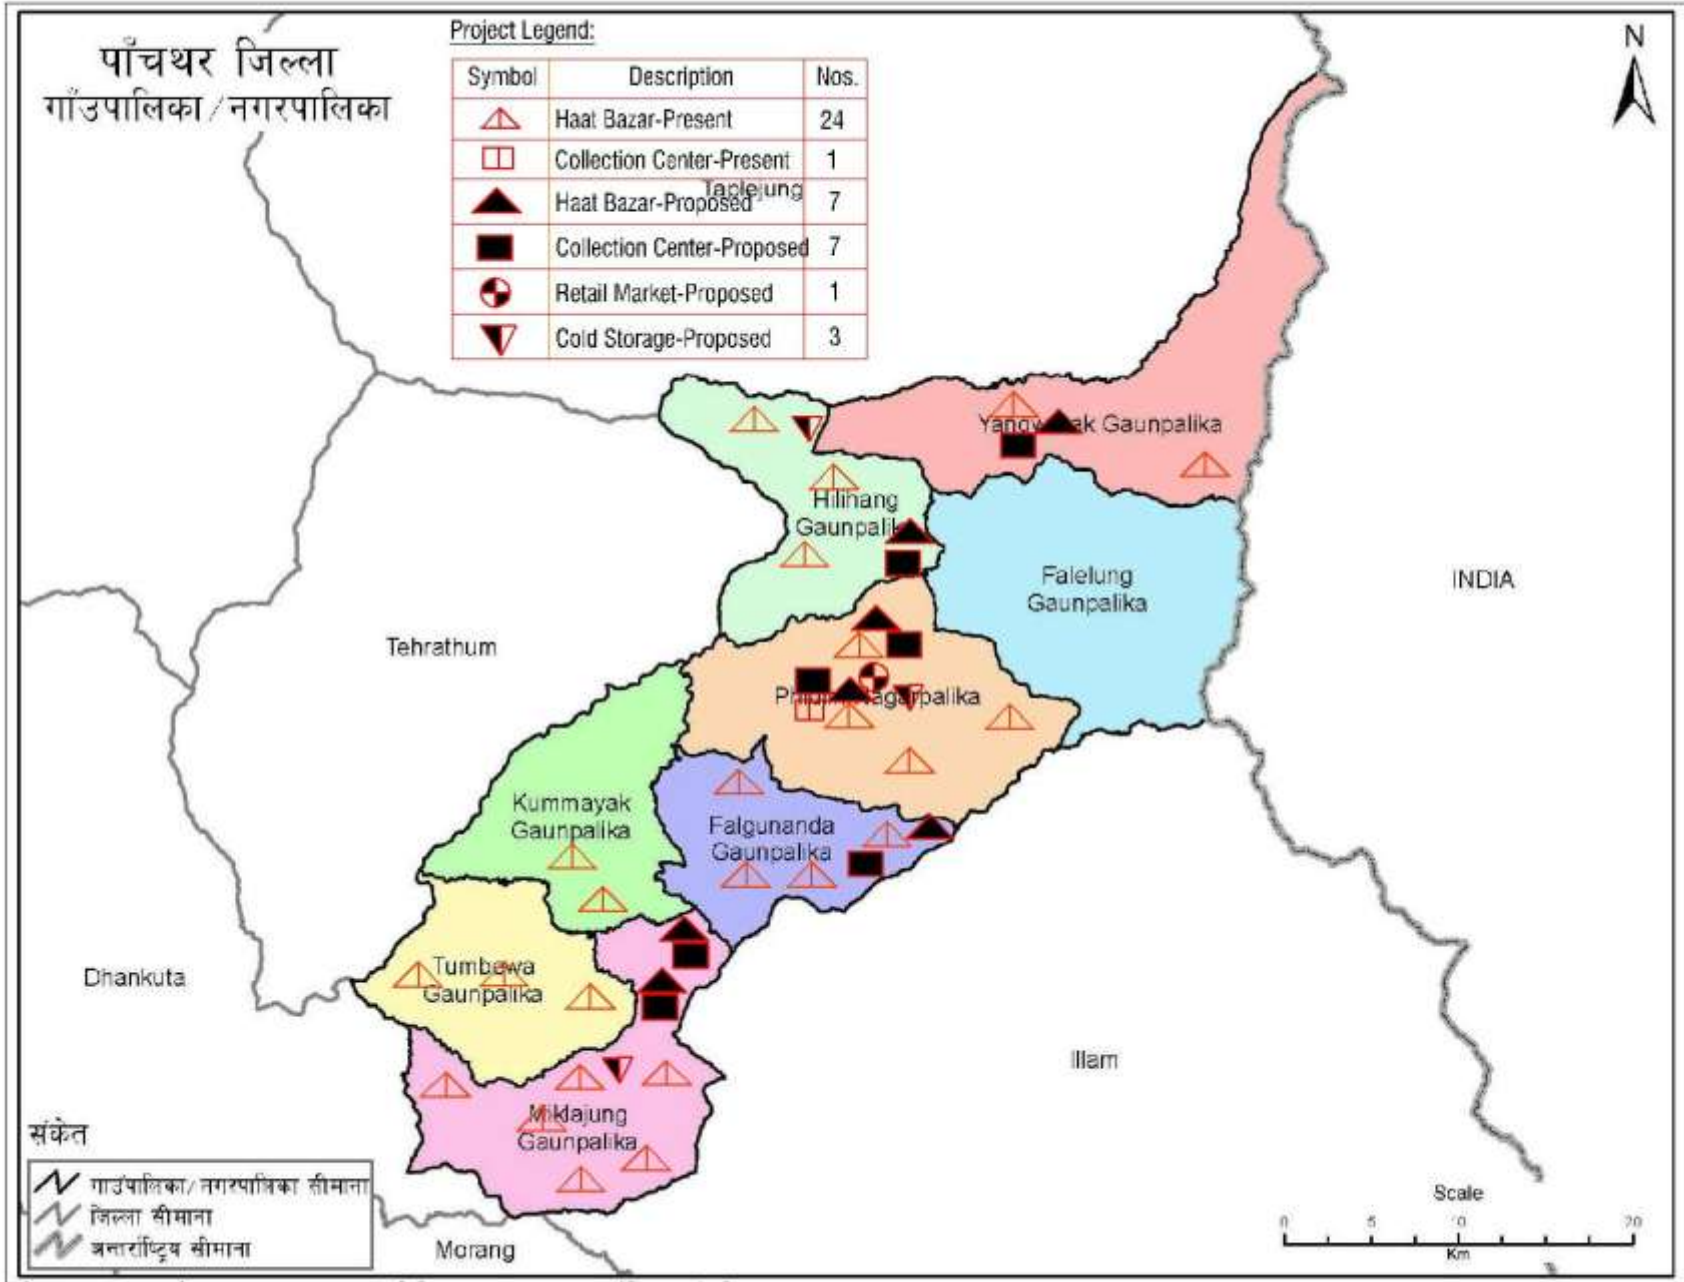 पाँचथर जिल्ला
गाँउपालिका/नगरपालिका
Project Legend:
Symbol Description Nos.
Haat Bazar-Present 24
Collection Center-Present 1
Taplejung
Haat Bazar-Proposed 7
Collection Center-Proposed 7
Retail Market-Proposed 1
Cold Storage-Proposed 3
N
Gaunpalika
Hilihang
Gaunpalika
Falelung
Gaunpalika
INDIA
Tehrathum
Nagarpalika
Kummayak
Gaunpalika
Falgunanda
Gaunpalika
Tumbewa
Gaunpalika
Dhankuta
Illam
Miklajung
Gaunpalika
संकेत
गाउंपालिका/नगरपालिका सीमाना
जिल्ला सीमाना
अन्तर्राष्ट्रिय सीमाना
Morang
Scale
0 5 10 20
Km